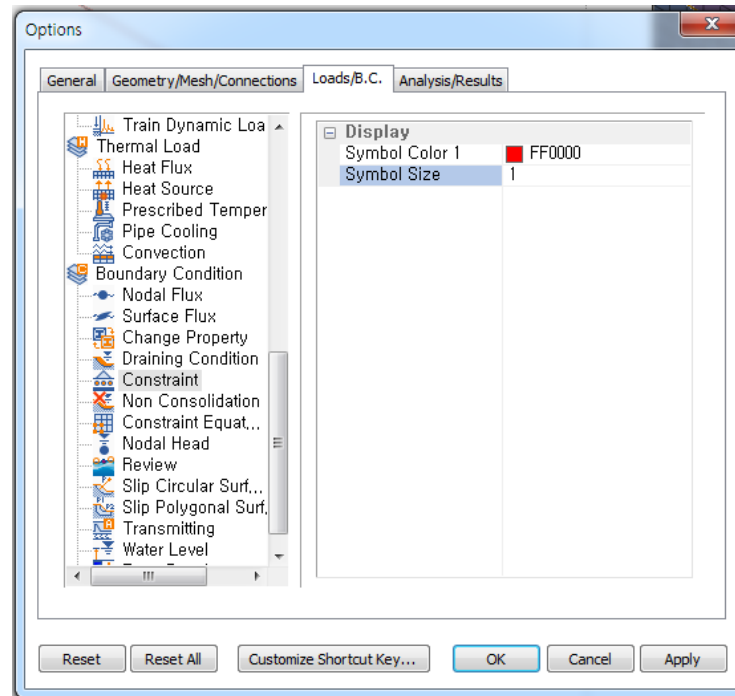 Options
General
Geometry/Mesh/Connections
Loads/B.C.
Analysis/Results
Train Dynamic Loa
Thermal Load
Heat Flux
Heat Source
Prescribed Temper
Pipe Cooling
Convection
Boundary Condition
Nodal Flux
Surface Flux
Change Property
Draining Condition
Constraint
Non Consolidation
Constraint Equat...
Nodal Head
Review
Slip Circular Surf...
Slip Polygonal Surf.
Transmitting
Water Level
Display
Symbol Color 1 FF0000
Symbol Size 1
Reset
Reset All
Customize Shortcut Key...
OK
Cancel
Apply